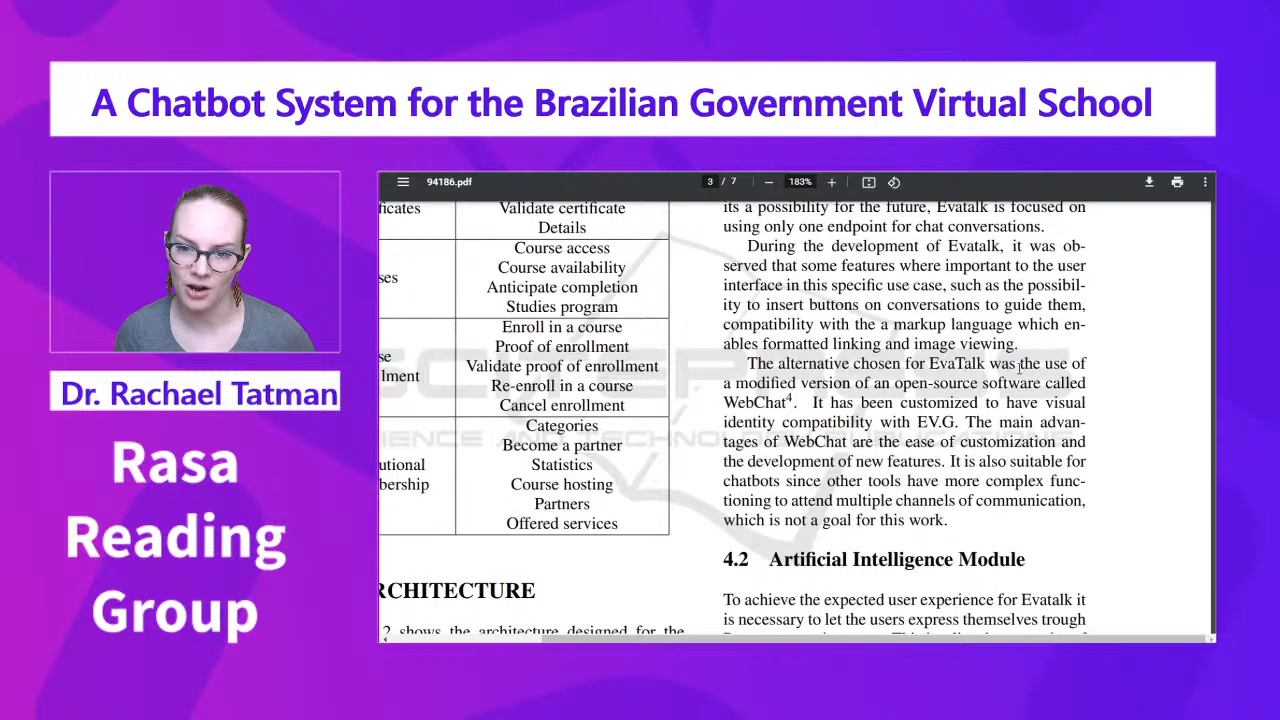 A Chatbot System for the Brazilian Government Virtual School
94186.pdf
3 / 7
183%
ficates
Validate certificate
Details
ses
Course access
Course availability
Anticipate completion
Studies program
se
lment
Enroll in a course
Proof of enrollment
Validate proof of enrollment
Re-enroll in a course
Cancel enrollment
utional
bership
Categories
Become a partner
Statistics
Course hosting
Partners
Offered services
RCHITECTURE
2 shows the architecture designed for the
its a possibility for the future, Evatalk is focused on
using only one endpoint for chat conversations.
During the development of Evatalk, it was ob-
served that some features where important to the user
interface in this specific use case, such as the possibil-
ity to insert buttons on conversations to guide them,
compatibility with the a markup language which en-
ables formatted linking and image viewing.
The alternative chosen for EvaTalk was the use of
a modified version of an open-source software called
WebChat4. It has been customized to have visual
identity compatibility with EV.G. The main advan-
tages of WebChat are the ease of customization and
the development of new features. It is also suitable for
chatbots since other tools have more complex func-
tioning to attend multiple channels of communication,
which is not a goal for this work.
4.2 Artificial Intelligence Module
To achieve the expected user experience for Evatalk it
is necessary to let the users express themselves trough
Dr. Rachael Tatman
Rasa
Reading
Group